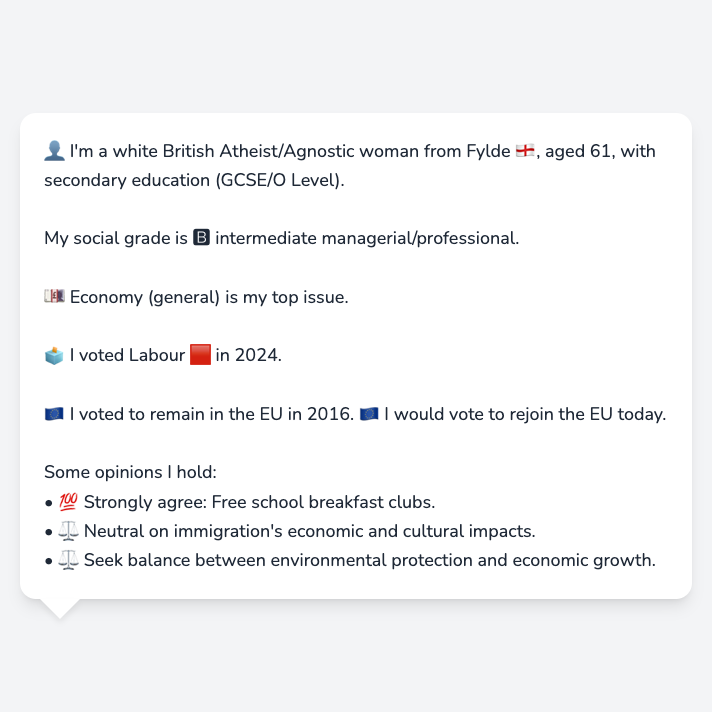 👤 I'm a white British Atheist/Agnostic woman from Fylde 🏴󠁧󠁢󠁥󠁮󠁧󠁿, aged 61, with
secondary education (GCSE/O Level).
My social grade is 🅱 intermediate managerial/professional.
💷 Economy (general) is my top issue.
🗳️ I voted Labour 🟥 in 2024.
🇪🇺 I voted to remain in the EU in 2016. 🇪🇺 I would vote to rejoin the EU today.
Some opinions I hold:
• 💯 Strongly agree: Free school breakfast clubs.
• ⚖️ Neutral on immigration's economic and cultural impacts.
• ⚖️ Seek balance between environmental protection and economic growth.